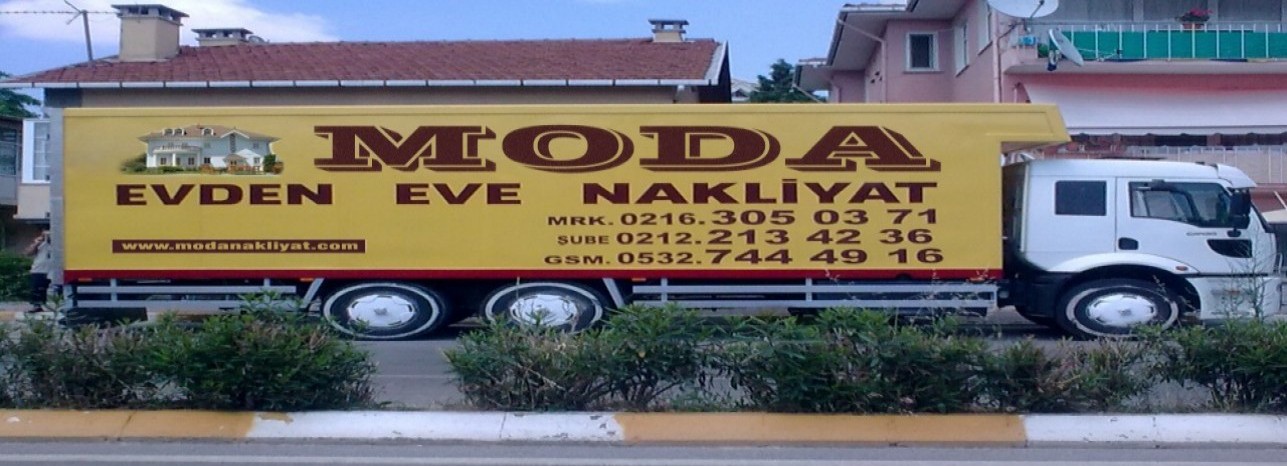 MODA
EVDEN EVE NAKLİYAT
MRK. 0216. 305 03 71
ŞUBE 0212. 213 42 36
www.modanakliyat.com
GSM. 0532. 744 49 16